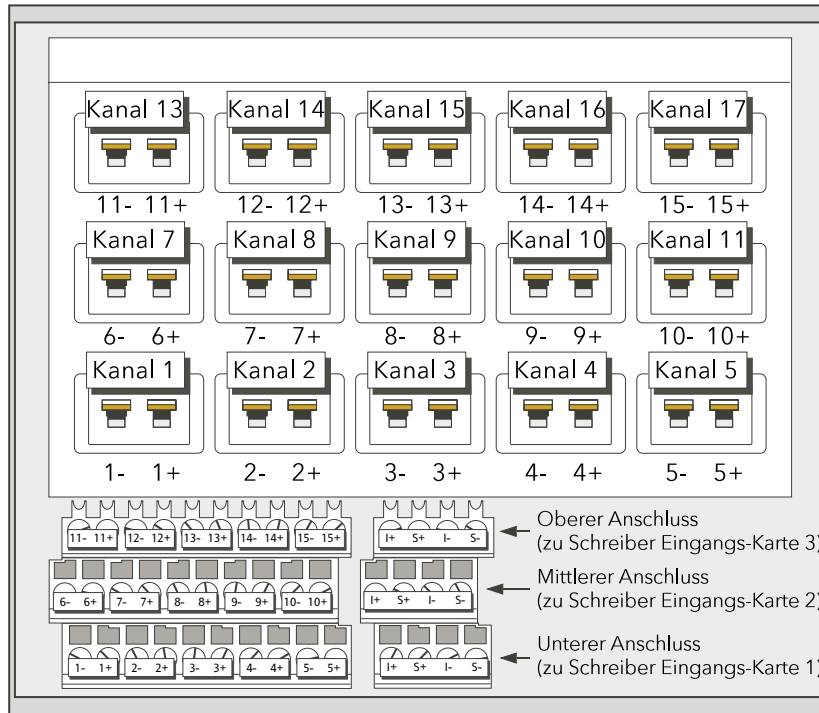 Kanal 13 Kanal 14 Kanal 15 Kanal 16 Kanal 17
11- 11+ 12- 12+ 13- 13+ 14- 14+ 15- 15+
Kanal 7 Kanal 8 Kanal 9 Kanal 10 Kanal 11
6- 6+ 7- 7+ 8- 8+ 9- 9+ 10- 10+
Kanal 1 Kanal 2 Kanal 3 Kanal 4 Kanal 5
1- 1+ 2- 2+ 3- 3+ 4- 4+ 5- 5+
11- 11+ 12- 12+ 13- 13+ 14- 14+ 15- 15+ I+ S+ I- S-
Oberer Anschluss
(zu Schreiber Eingangs-Karte 3)
6- 6+ 7- 7+ 8- 8+ 9- 9+ 10- 10+ I+ S+ I- S-
Mittlerer Anschluss
(zu Schreiber Eingangs-Karte 2)
1- 1+ 2- 2+ 3- 3+ 4- 4+ 5- 5+ I+ S+ I- S-
Unterer Anschluss
(zu Schreiber Eingangs-Karte 1)